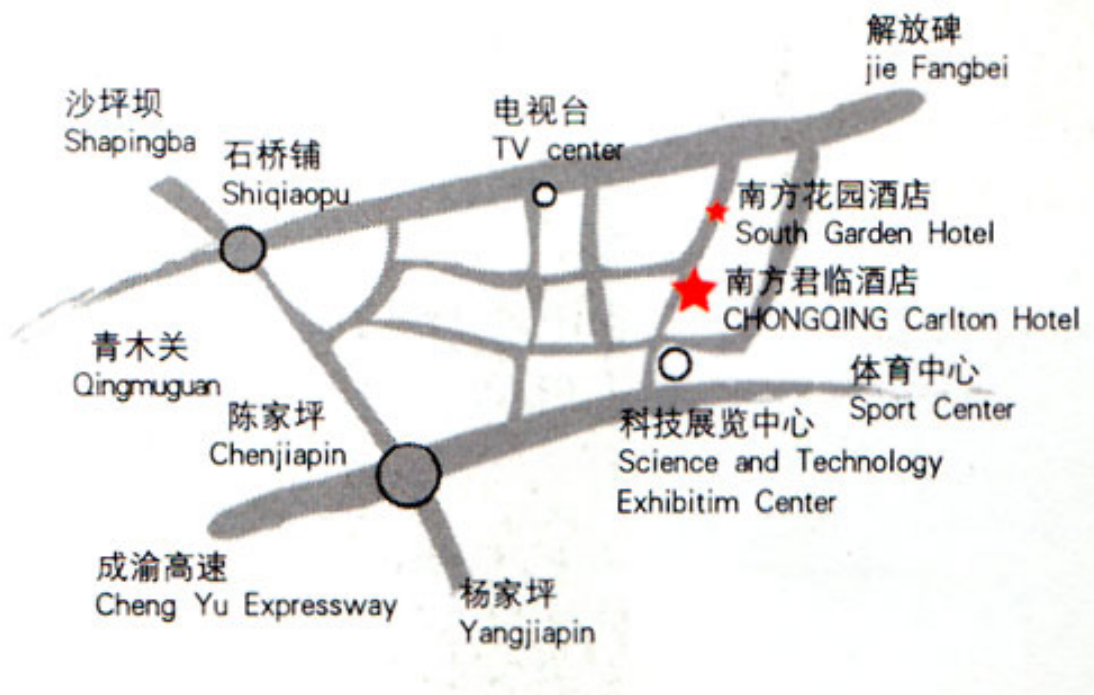 解放碑
jie Fangbei
沙坪坝
Shapingba
电视台
TV center
石桥铺
Shiqiaopu
南方花园酒店
South Garden Hotel
南方君临酒店
CHONGQING Carlton Hotel
青木关
Qingmuguan
体育中心
Sport Center
陈家坪
Chenjiapin
科技展览中心
Science and Technology
Exhibitim Center
成渝高速
Cheng Yu Expressway
杨家坪
Yangjiapin